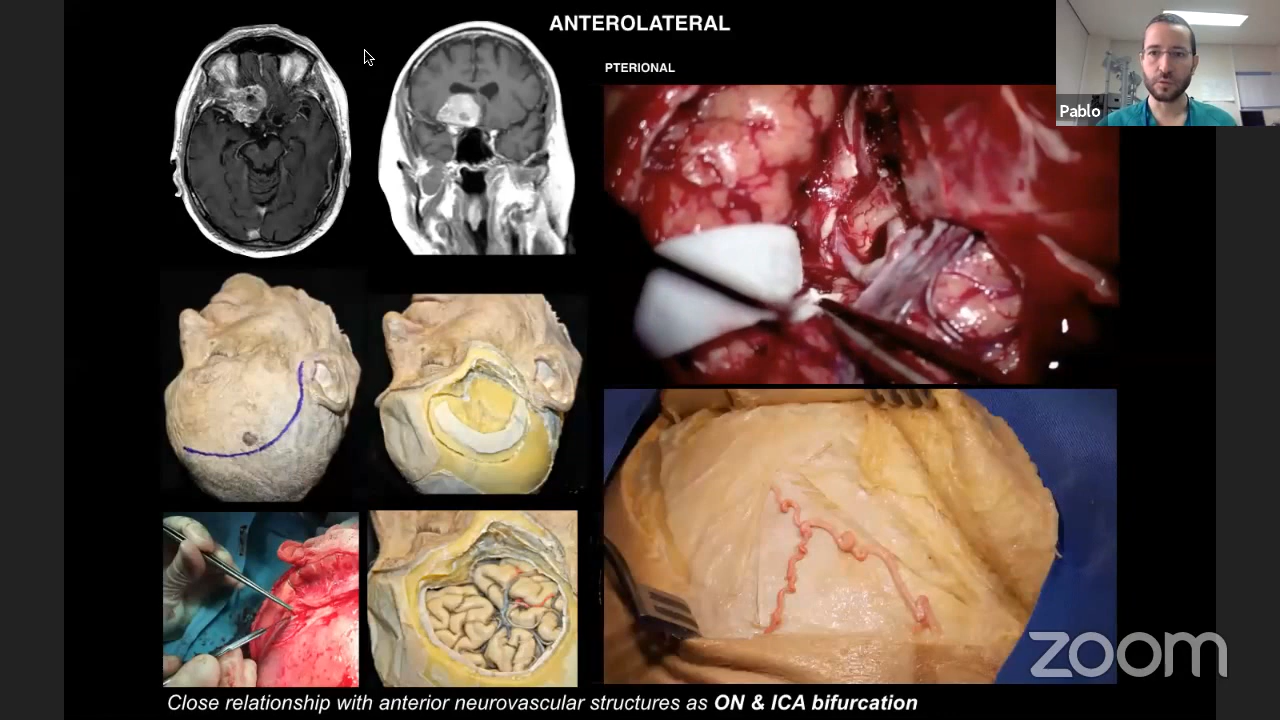 ANTEROLATERAL
PTERIONAL
Pablo
zoom
Close relationship with anterior neurovascular structures as ON & ICA bifurcation